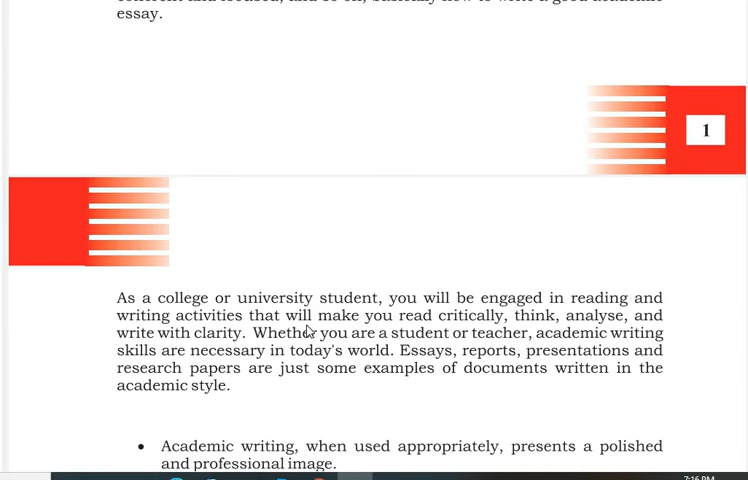 essay.
1
As a college or university student, you will be engaged in reading and
writing activities that will make you read critically, think, analyse, and
write with clarity. Whether you are a student or teacher, academic writing
skills are necessary in today's world. Essays, reports, presentations and
research papers are just some examples of documents written in the
academic style.
• Academic writing, when used appropriately, presents a polished
and professional image.
7:16 PM